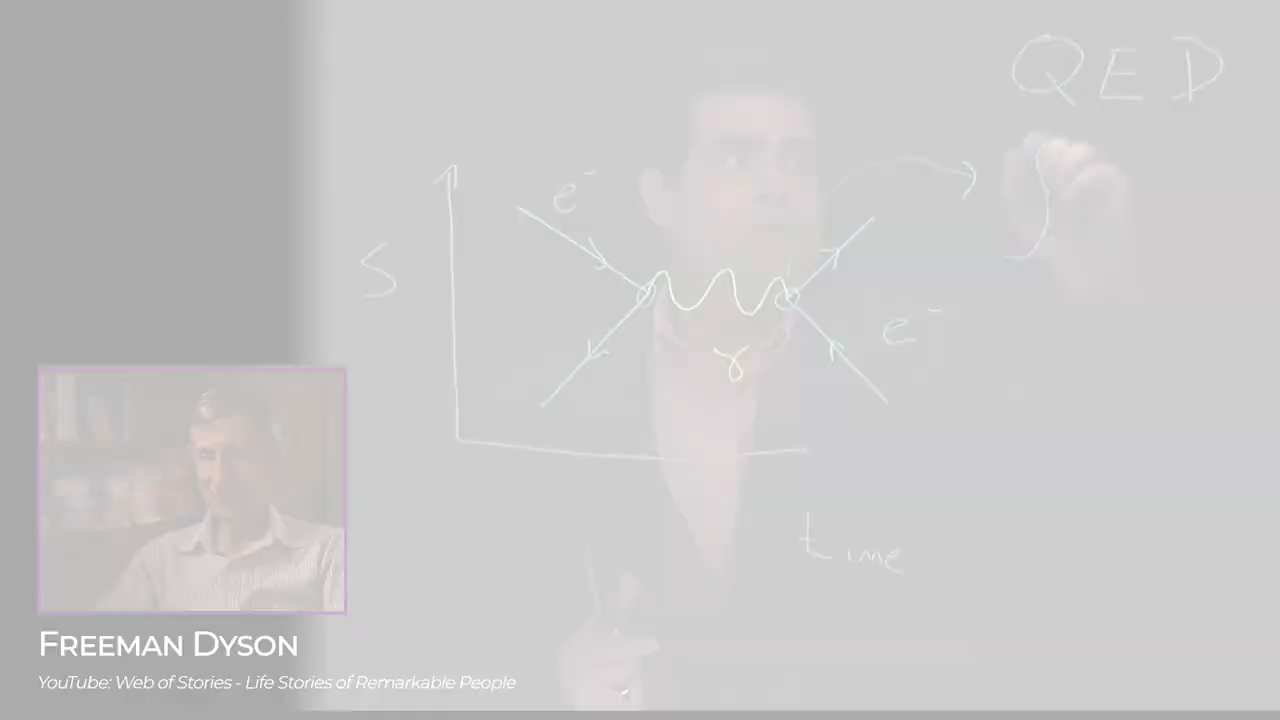 QED
e⁻
S
e⁻
γ
time
FREEMAN DYSON
YouTube: Web of Stories - Life Stories of Remarkable People